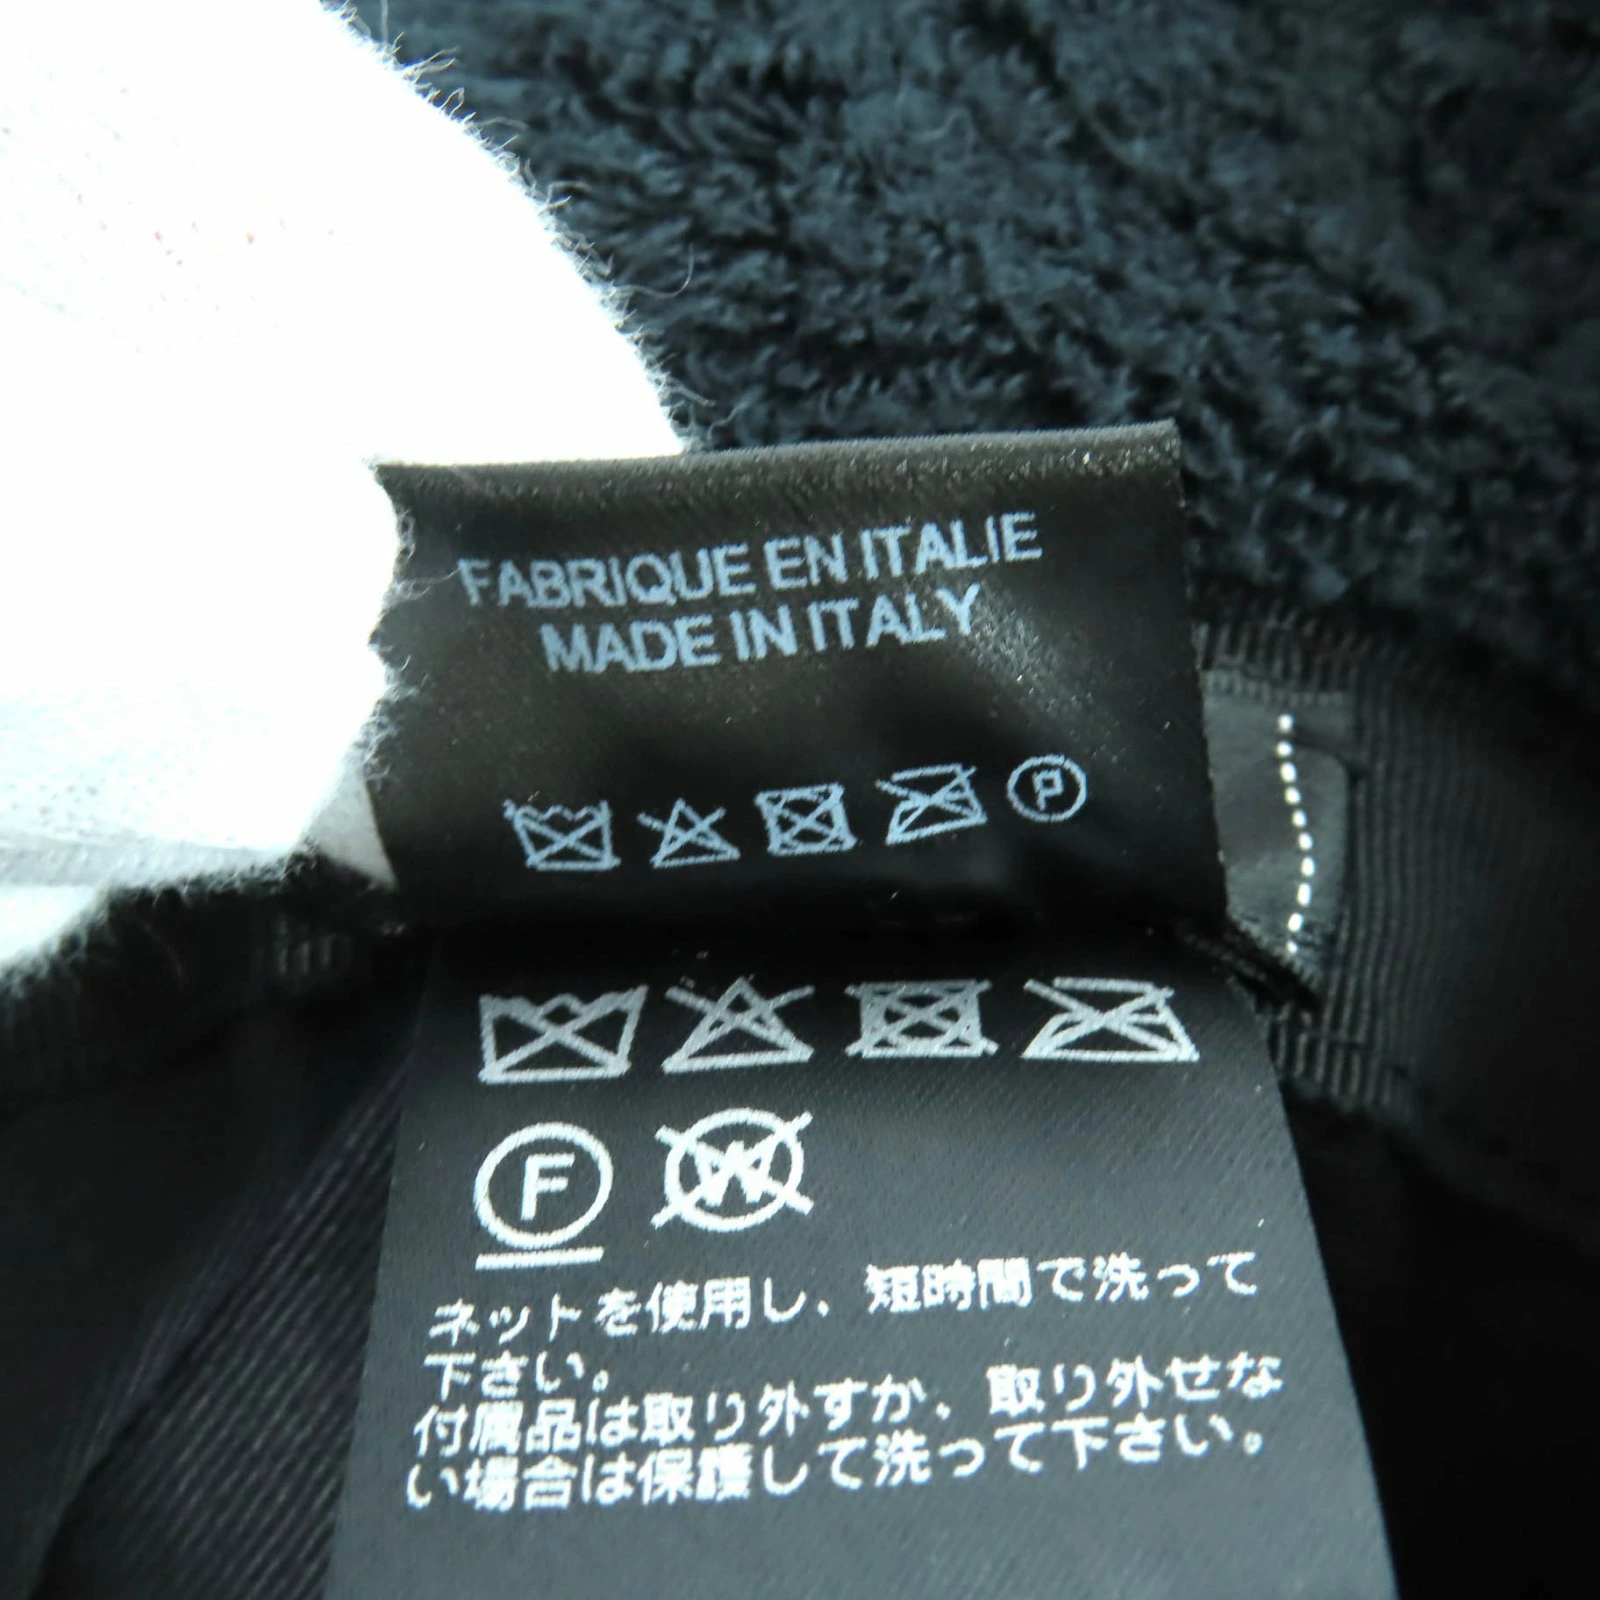 FABRIQUE EN ITALIE
MADE IN ITALY
P
F W
ネットを使用し、短時間で洗って
下さい。
付属品は取り外すか、取り外せな
い場合は保護して洗って下さい。